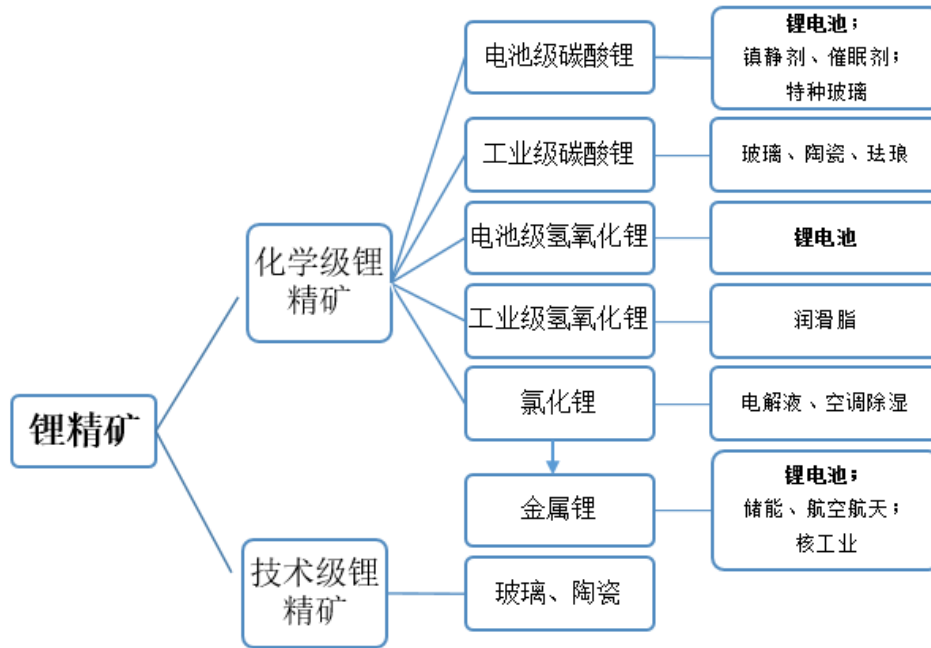 电池级碳酸锂
锂电池；
镇静剂、催眠剂；
特种玻璃
工业级碳酸锂
玻璃、陶瓷、珐琅
化学级锂
精矿
电池级氢氧化锂
锂电池
工业级氢氧化锂
润滑脂
锂精矿
氯化锂
电解液、空调除湿
金属锂
锂电池；
储能、航空航天；
核工业
技术级锂
精矿
玻璃、陶瓷